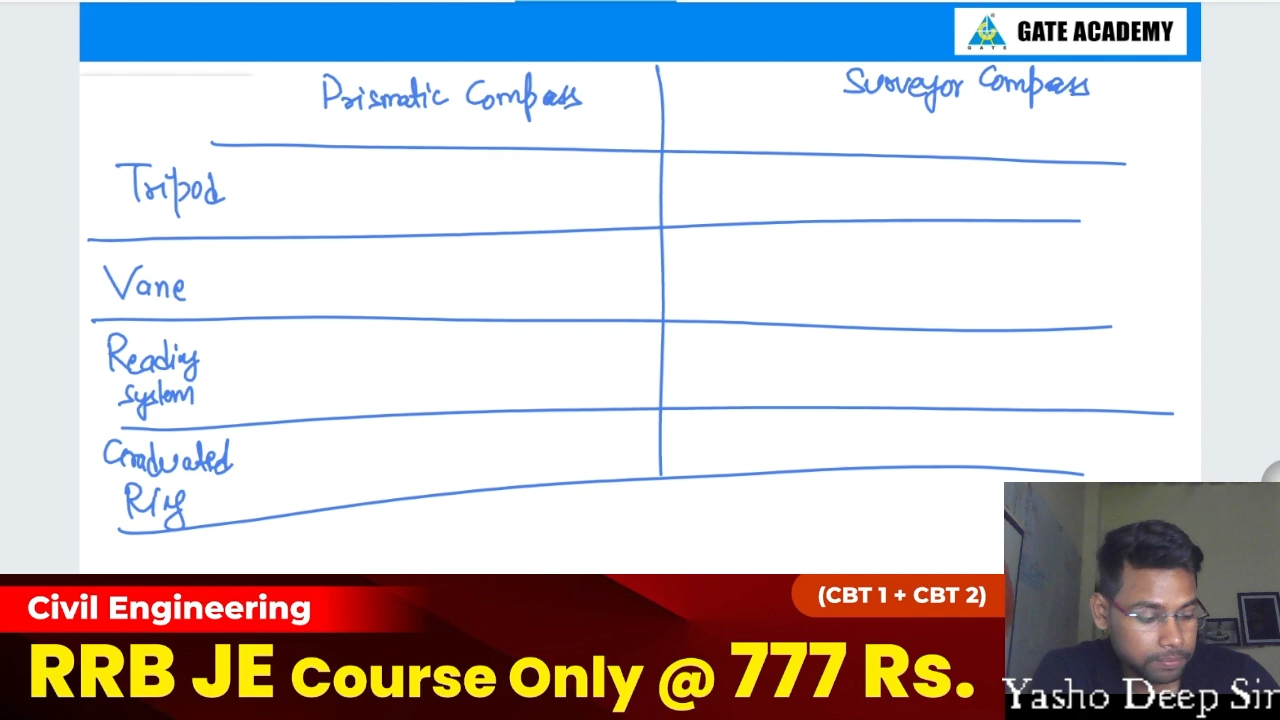 GATE ACADEMY
GATE
Prismatic Compass
Surveyor Compass
Tripod
Vane
Reading
system
Graduated
Ring
Civil Engineering
(CBT 1 + CBT 2)
RRB JE Course Only @ 777 Rs.
Yasho Deep Sir